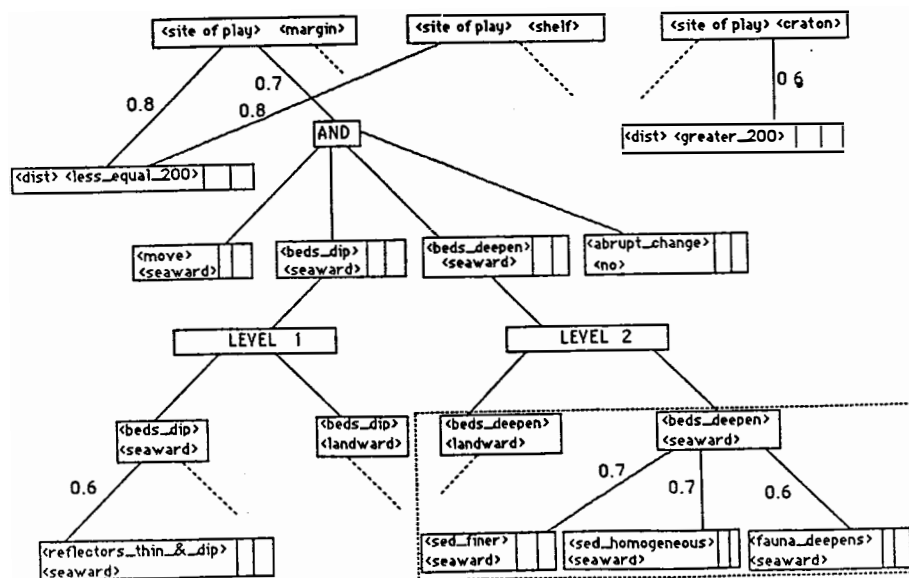 <site of play> <margin>
<site of play> <shelf>
<site of play> <craton>
0.8
0.7
0.8
0.6
AND
<dist> <greater_200>
<dist> <less_equal_200>
<move>
<seaward>
<beds_dip>
<seaward>
<beds_deepen>
<seaward>
<abrupt_change>
<no>
LEVEL 1
LEVEL 2
<beds_dip>
<seaward>
<beds_dip>
<landward>
<beds_deepen>
<landward>
<beds_deepen>
<seaward>
0.6
0.7
0.7
0.6
<reflectors_thin_&_dip>
<seaward>
<sed_finer>
<seaward>
<sed_homogeneous>
<seaward>
<fauna_deepens>
<seaward>